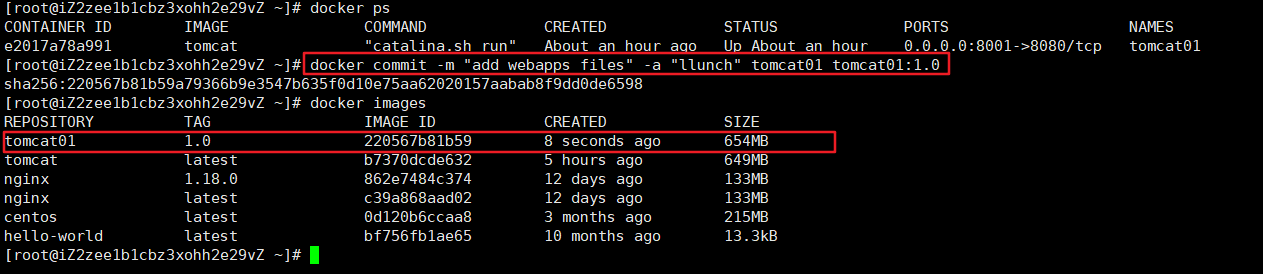 [root@iZ2zee1b1cbz3xohh2e29vZ ~]# docker ps
CONTAINER ID        IMAGE               COMMAND             CREATED             STATUS              PORTS                    NAMES
e2017a78a991        tomcat              "catalina.sh run"   About an hour ago   Up About an hour    0.0.0.0:8001->8080/tcp   tomcat01
[root@iZ2zee1b1cbz3xohh2e29vZ ~]# docker commit -m "add webapps files" -a "llunch" tomcat01 tomcat01:1.0
sha256:220567b81b59a79366b9e3547b635f0d10e75aa62020157aabab8f9dd0de6598
[root@iZ2zee1b1cbz3xohh2e29vZ ~]# docker images
REPOSITORY          TAG                 IMAGE ID            CREATED             SIZE
tomcat01            1.0                 220567b81b59        8 seconds ago       654MB
tomcat              latest              b7370dcde632        5 hours ago         649MB
nginx               1.18.0              862e7484c374        12 days ago         133MB
nginx               latest              c39a868aad02        12 days ago         133MB
centos              latest              0d120b6ccaa8        3 months ago        215MB
hello-world         latest              bf756fb1ae65        10 months ago       13.3kB
[root@iZ2zee1b1cbz3xohh2e29vZ ~]#